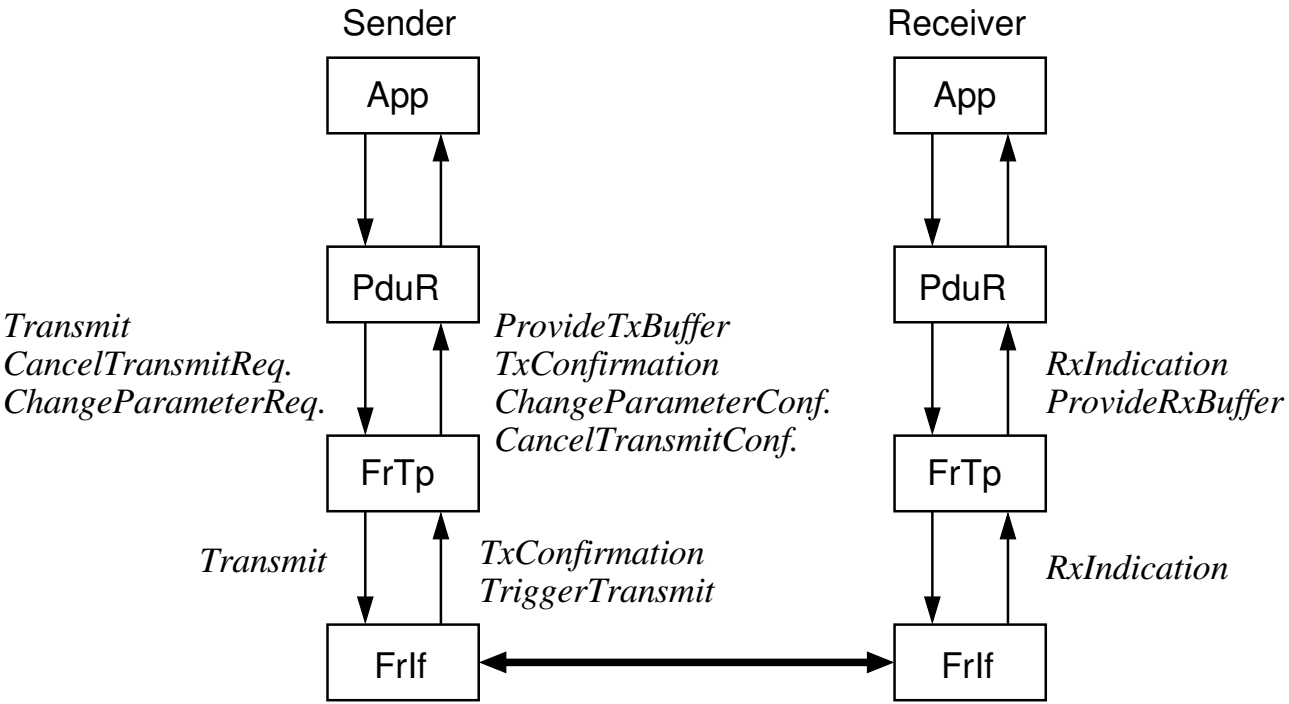 Sender
Receiver
App
App
PduR
PduR
Transmit
CancelTransmitReq.
ChangeParameterReq.
ProvideTxBuffer
TxConfirmation
ChangeParameterConf.
CancelTransmitConf.
RxIndication
ProvideRxBuffer
FrTp
FrTp
Transmit
TxConfirmation
TriggerTransmit
RxIndication
FrIf
FrIf